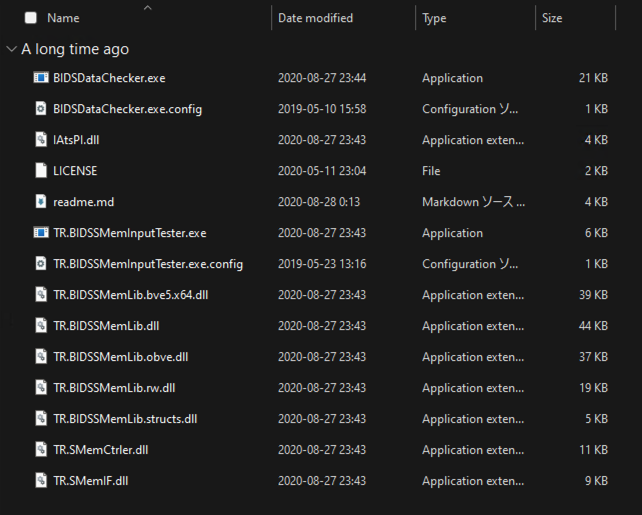 Name Date modified Type Size
A long time ago
BIDSDataChecker.exe 2020-08-27 23:44 Application 21 KB
BIDSDataChecker.exe.config 2019-05-10 15:58 Configuration ソ... 1 KB
IAtsPI.dll 2020-08-27 23:43 Application exten... 4 KB
LICENSE 2020-05-11 23:04 File 2 KB
readme.md 2020-08-28 0:13 Markdown ソース ... 4 KB
TR.BIDSSMemInputTester.exe 2020-08-27 23:43 Application 6 KB
TR.BIDSSMemInputTester.exe.config 2019-05-23 13:16 Configuration ソ... 1 KB
TR.BIDSSMemLib.bve5.x64.dll 2020-08-27 23:43 Application exten... 39 KB
TR.BIDSSMemLib.dll 2020-08-27 23:43 Application exten... 44 KB
TR.BIDSSMemLib.obve.dll 2020-08-27 23:43 Application exten... 37 KB
TR.BIDSSMemLib.rw.dll 2020-08-27 23:43 Application exten... 19 KB
TR.BIDSSMemLib.structs.dll 2020-08-27 23:43 Application exten... 5 KB
TR.SMemCtrler.dll 2020-08-27 23:43 Application exten... 11 KB
TR.SMemIF.dll 2020-08-27 23:43 Application exten... 9 KB